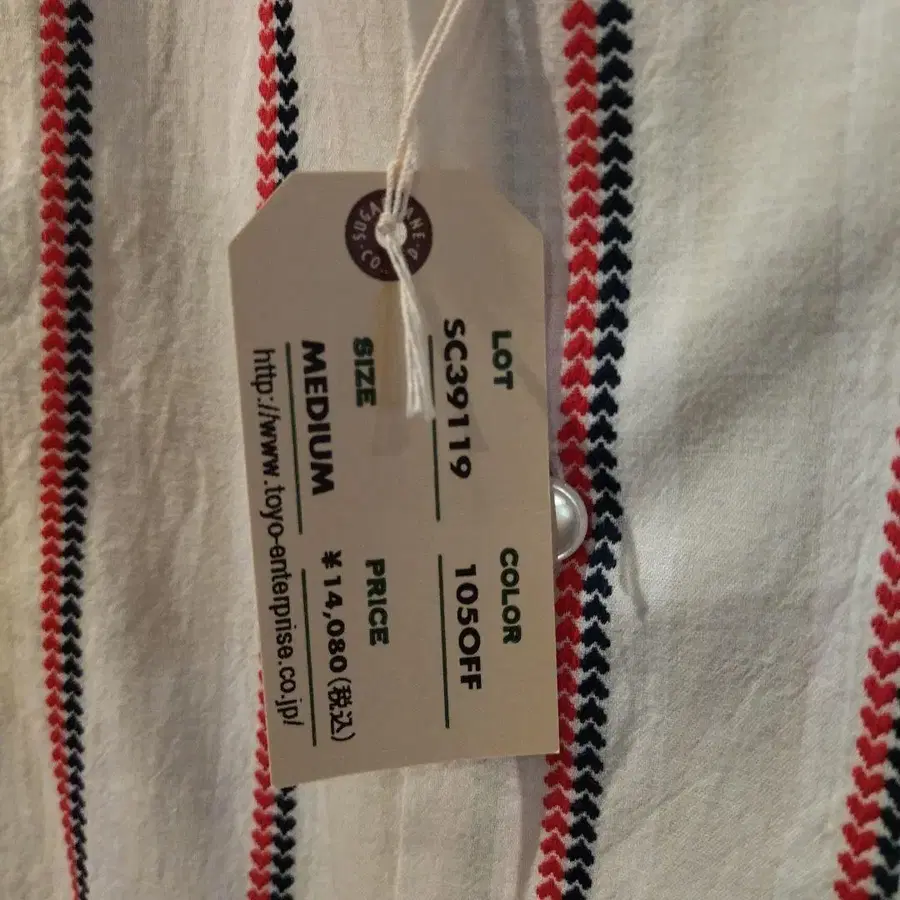 SUGAR CANE CO.
LOT
SC39119
COLOR
105OFF
SIZE
MEDIUM
PRICE
¥14,080(税込)
http://www.toyo-enterprise.co.jp/